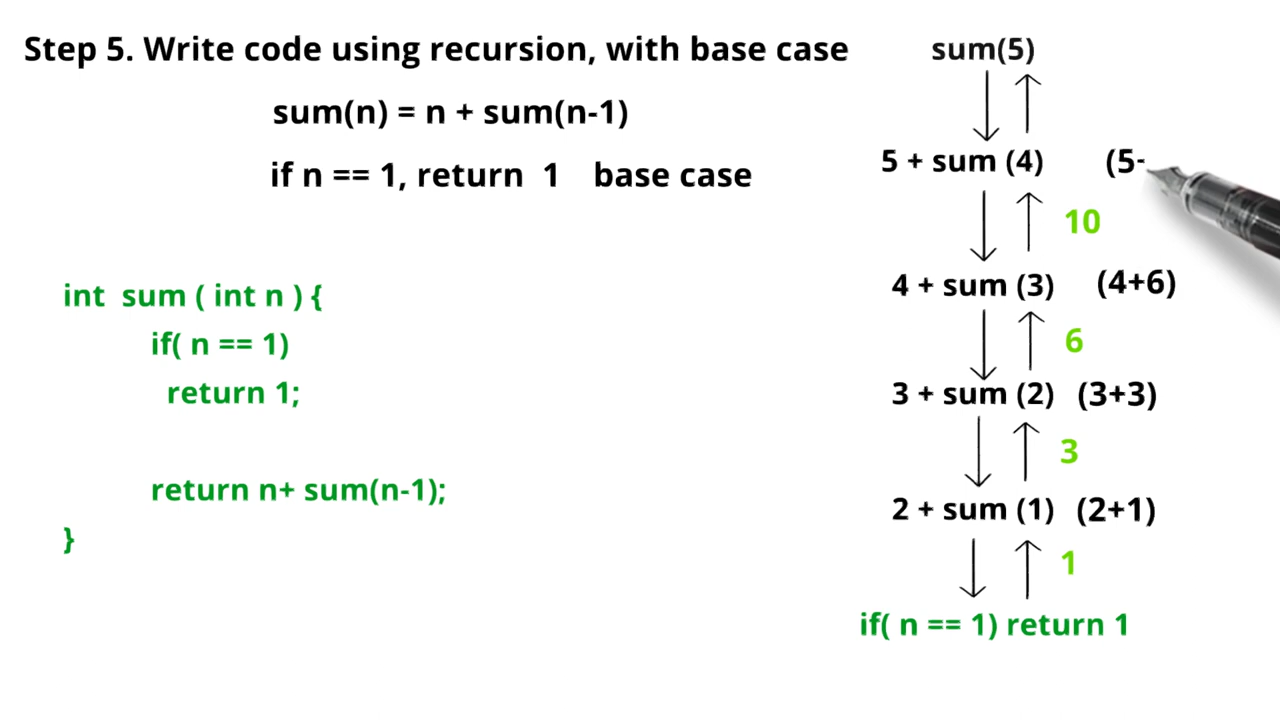 Step 5. Write code using recursion, with base case
sum(n) = n + sum(n-1)
if n == 1, return 1 base case
int sum ( int n ) {
if( n == 1)
return 1;
return n+ sum(n-1);
}
sum(5)
5 + sum (4) (5-
10
4 + sum (3) (4+6)
6
3 + sum (2) (3+3)
3
2 + sum (1) (2+1)
1
if( n == 1) return 1